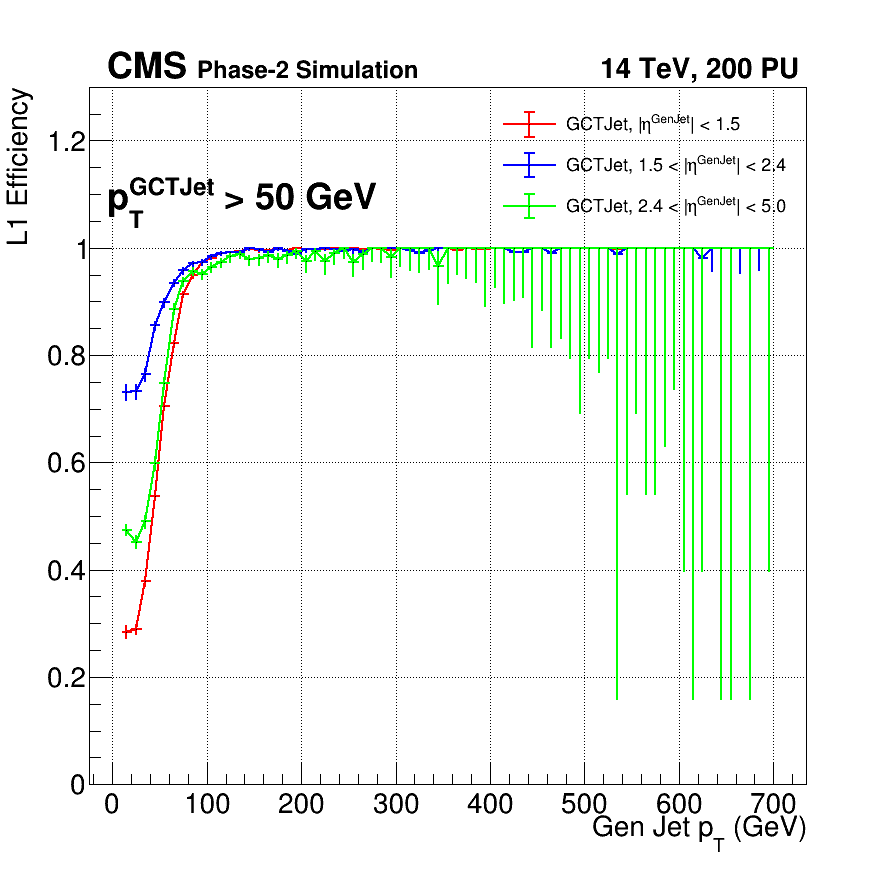 CMS Phase-2 Simulation 14 TeV, 200 PU
L1 Efficiency
GCTJet, |η^GenJet| < 1.5
GCTJet, 1.5 < |η^GenJet| < 2.4
GCTJet, 2.4 < |η^GenJet| < 5.0
p_T^GCTJet > 50 GeV
1.2
1
0.8
0.6
0.4
0.2
0
0 100 200 300 400 500 600 700
Gen Jet p_T (GeV)